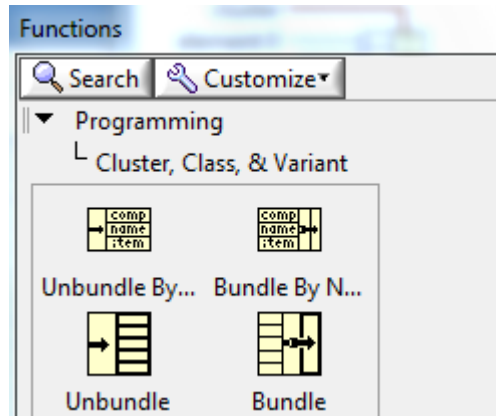 Functions
Search Customize
Programming
Cluster, Class, & Variant
comp comp
name name
item item
Unbundle By... Bundle By N...
Unbundle Bundle